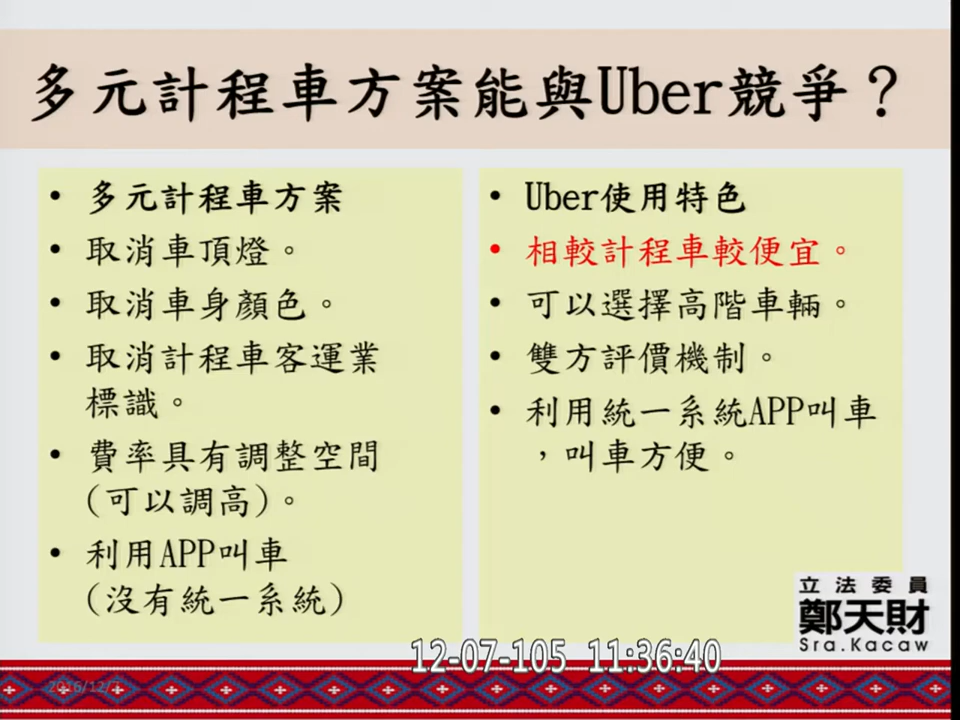 多元計程車方案能與Uber競爭？
• 多元計程車方案
• 取消車頂燈。
• 取消車身顏色。
• 取消計程車客運業
標識。
• 費率具有調整空間
(可以調高)。
• 利用APP叫車
(沒有統一系統)
• Uber使用特色
• 相較計程車較便宜。
• 可以選擇高階車輛。
• 雙方評價機制。
• 利用統一系統APP叫車
，叫車方便。
立法委員
鄭天財
Sra.Kacaw
12-07-105 11:36:40
2016/12/7